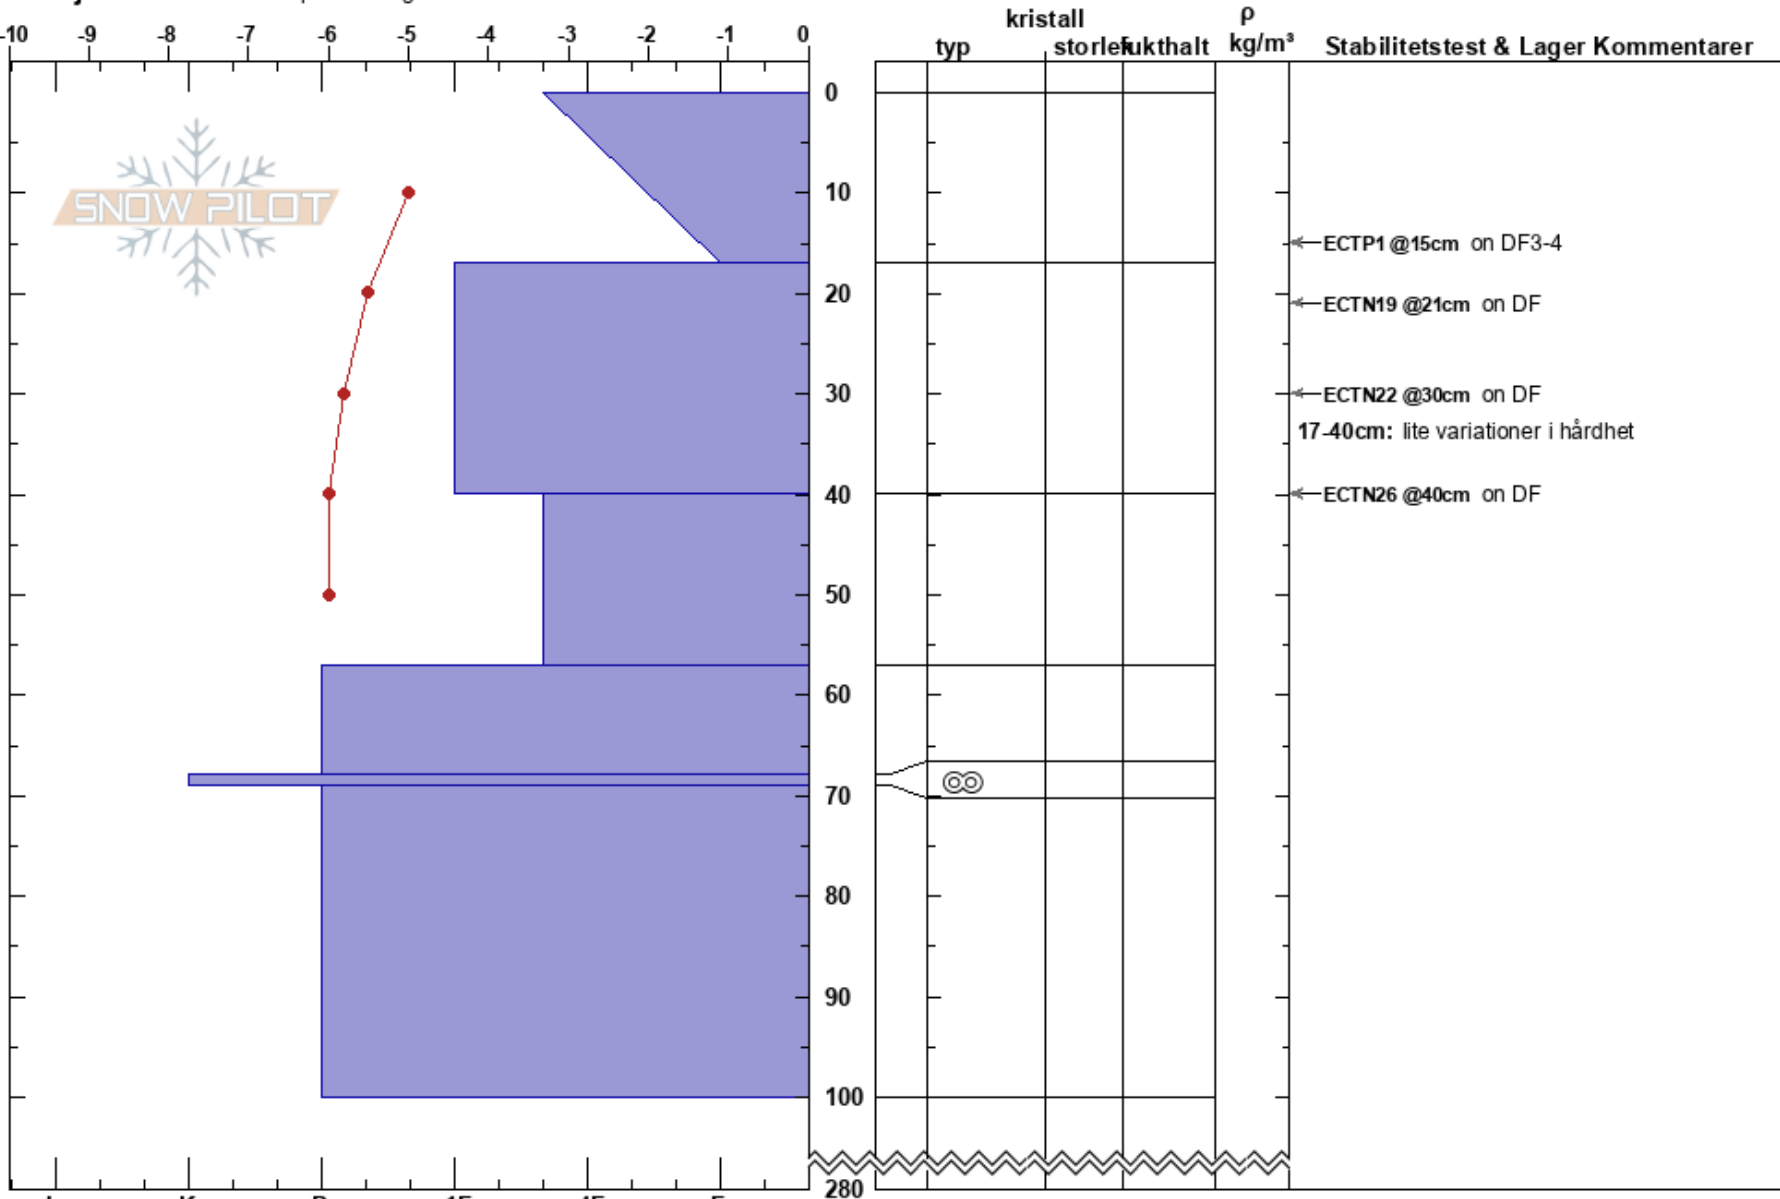 kristall ρ
-10 -9 -8 -7 -6 -5 -4 -3 -2 -1 0 typ storlek fukthalt kg/m³ Stabilitetstest & Lager Kommentarer
0
SNOW PILOT
10
ECTP1 @15cm on DF3-4
20
ECTN19 @21cm on DF
30
ECTN22 @30cm on DF
17-40cm: lite variationer i hårdhet
40
ECTN26 @40cm on DF
50
60
70
80
90
100
280